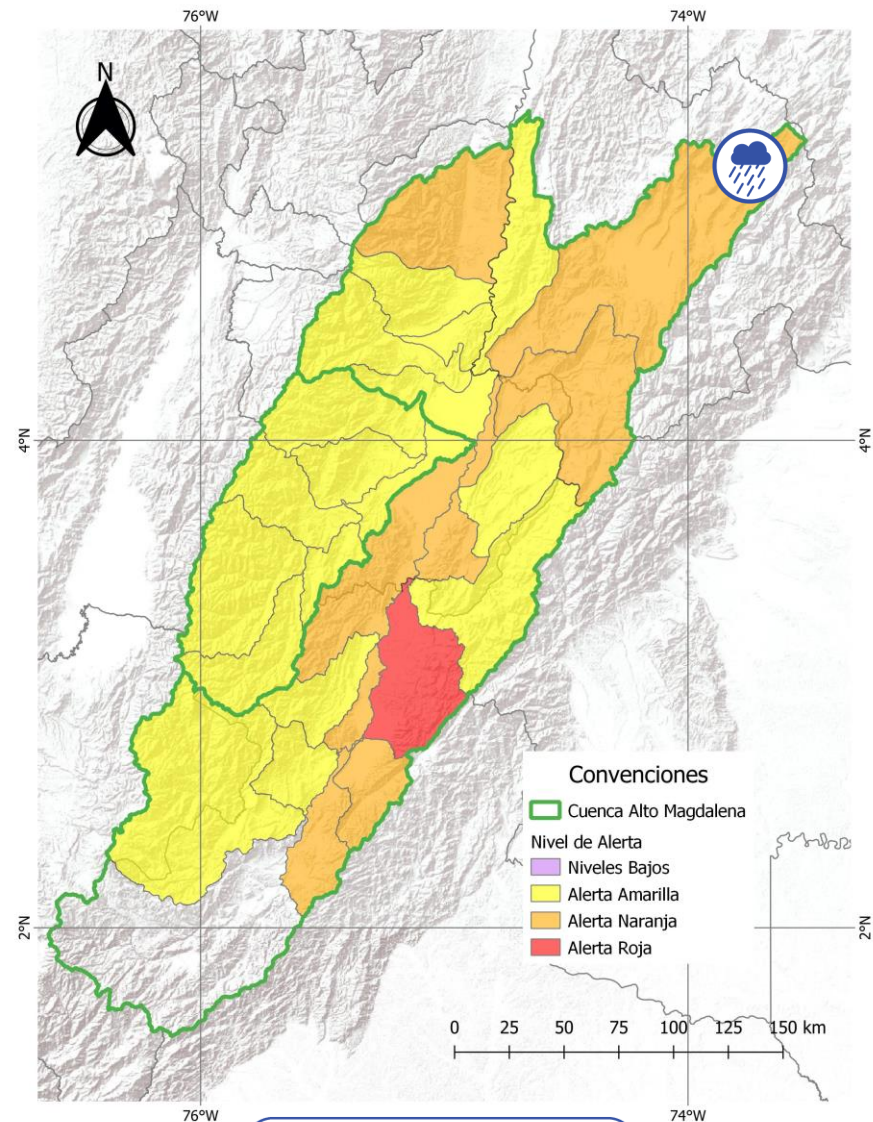 76°W
74°W
N
4°N
4°N
Convenciones
Cuenca Alto Magdalena
Nivel de Alerta
Niveles Bajos
Alerta Amarilla
Alerta Naranja
Alerta Roja
2°N
2°N
0 25 50 75 100 125 150 km
76°W
74°W